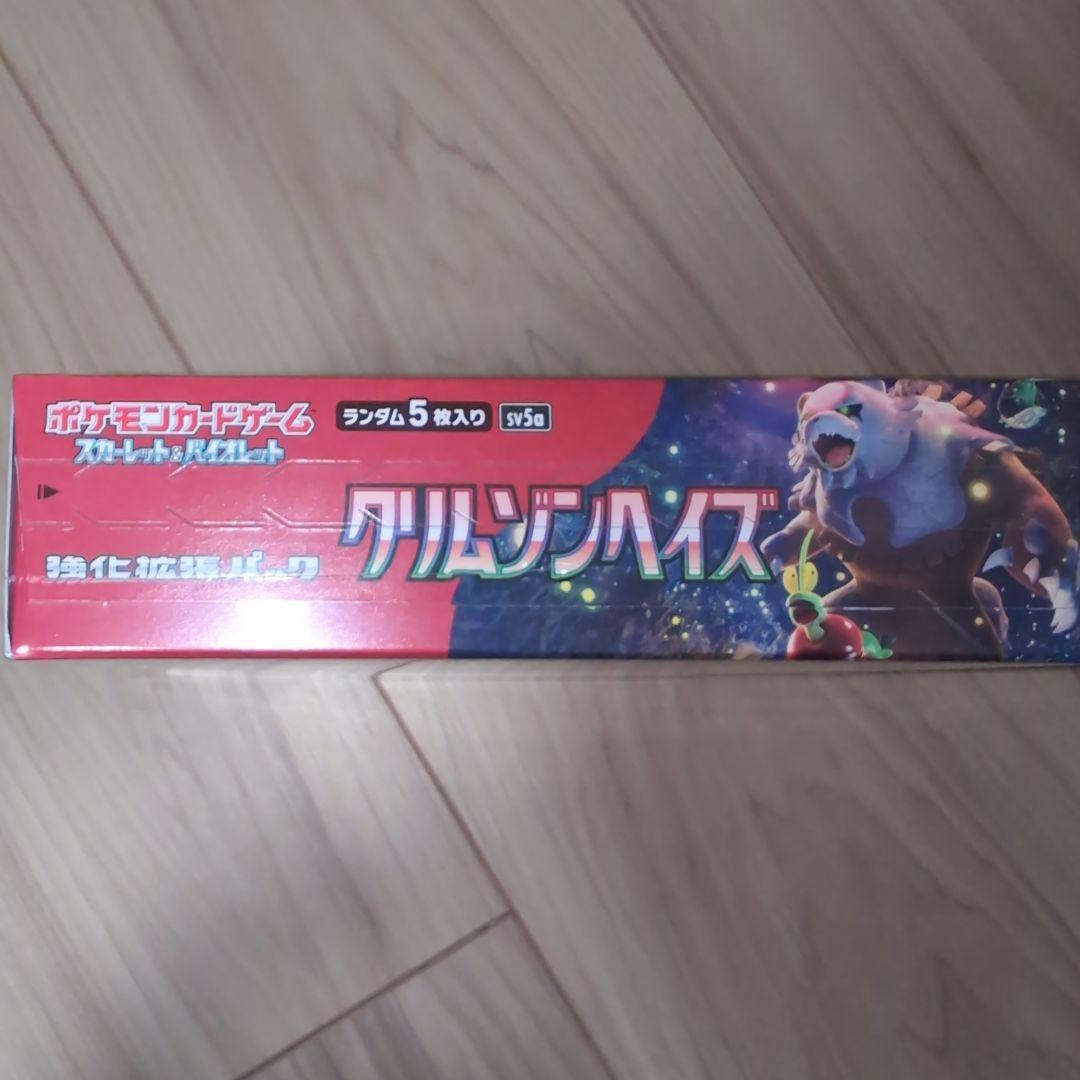 ポケモンカードゲーム
スカーレット&バイオレット
ランダム5枚入り
sv5a
クリムゾンヘイズ
強化拡張パック